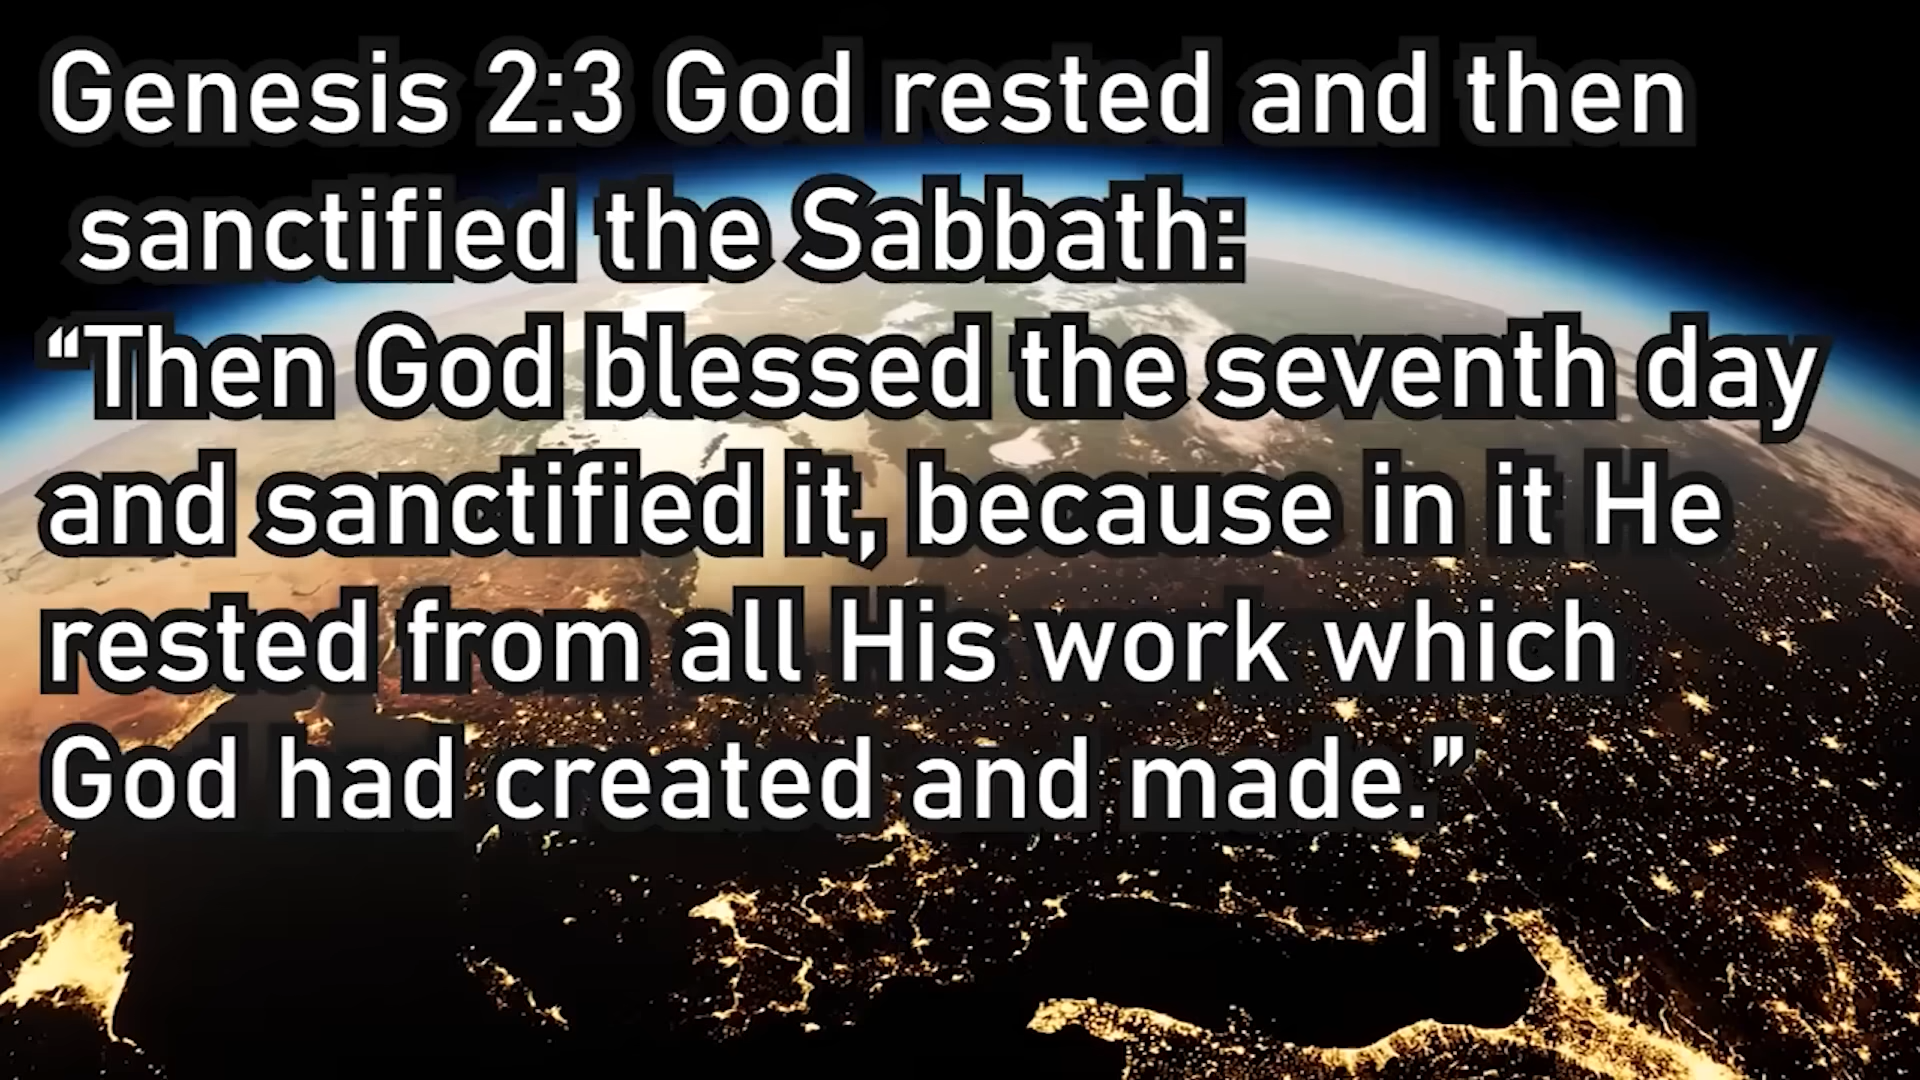 Genesis 2:3 God rested and then
sanctified the Sabbath:
“Then God blessed the seventh day
and sanctified it, because in it He
rested from all His work which
God had created and made.”